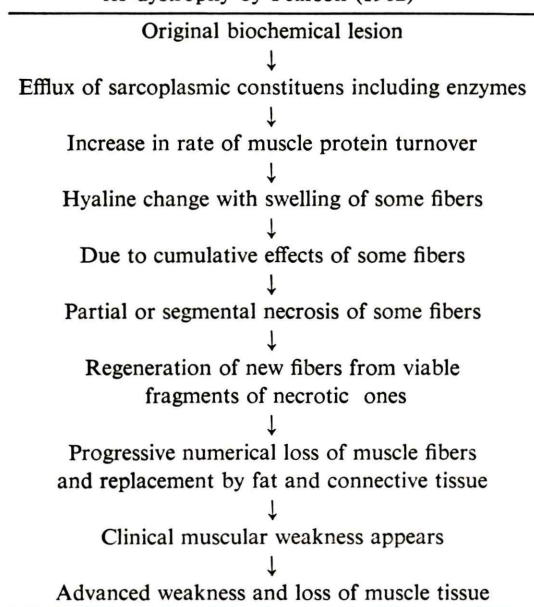 dystrophy by
Original biochemical lesion
↓
Efflux of sarcoplasmic constituens including enzymes
↓
Increase in rate of muscle protein turnover
↓
Hyaline change with swelling of some fibers
↓
Due to cumulative effects of some fibers
↓
Partial or segmental necrosis of some fibers
↓
Regeneration of new fibers from viable
fragments of necrotic ones
↓
Progressive numerical loss of muscle fibers
and replacement by fat and connective tissue
↓
Clinical muscular weakness appears
↓
Advanced weakness and loss of muscle tissue